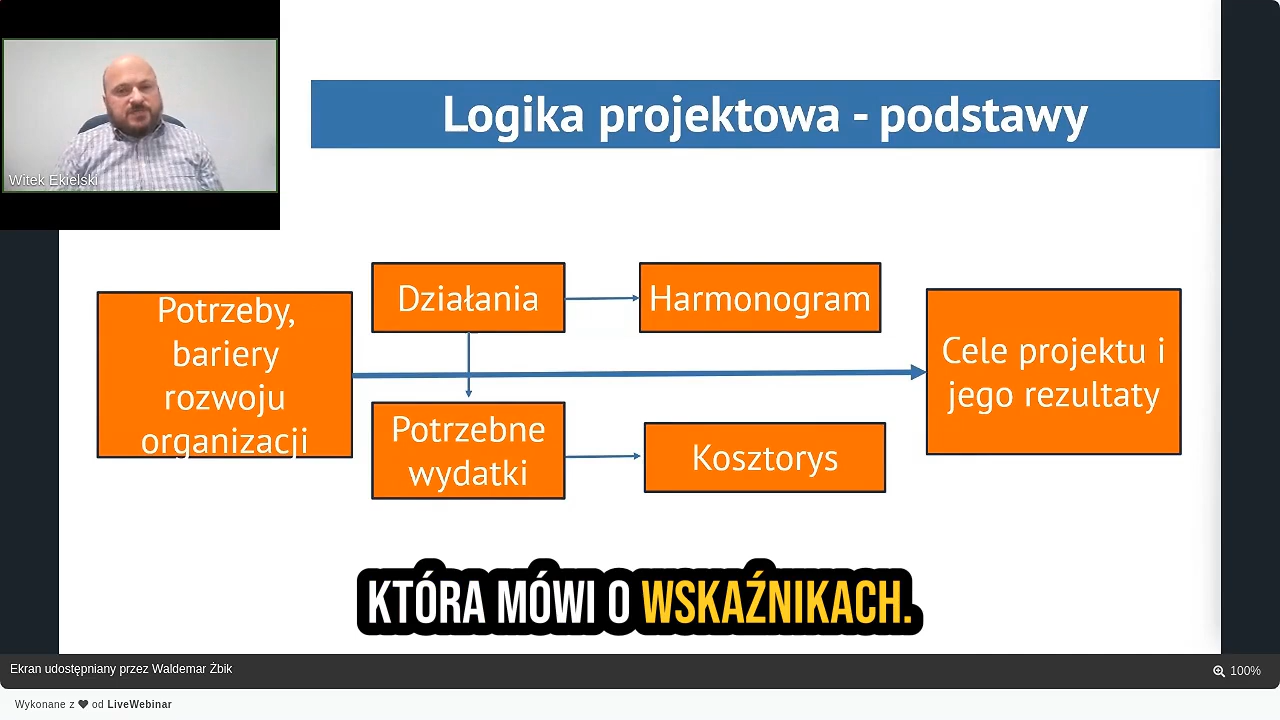 Witek Ekielski
Logika projektowa - podstawy
Potrzeby,
bariery
rozwoju
organizacji
Działania
Harmonogram
Potrzebne
wydatki
Kosztorys
Cele projektu i
jego rezultaty
KTÓRA MÓWI O WSKAŹNIKACH.
Ekran udostępniany przez Waldemar Żbik
100%
Wykonane z ❤ od LiveWebinar